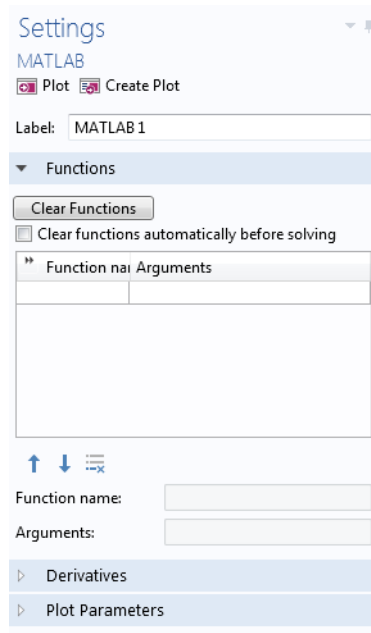 Settings
MATLAB
Plot Create Plot
Label: MATLAB 1
Functions
Clear Functions
Clear functions automatically before solving
Function nar Arguments
Function name:
Arguments:
Derivatives
Plot Parameters